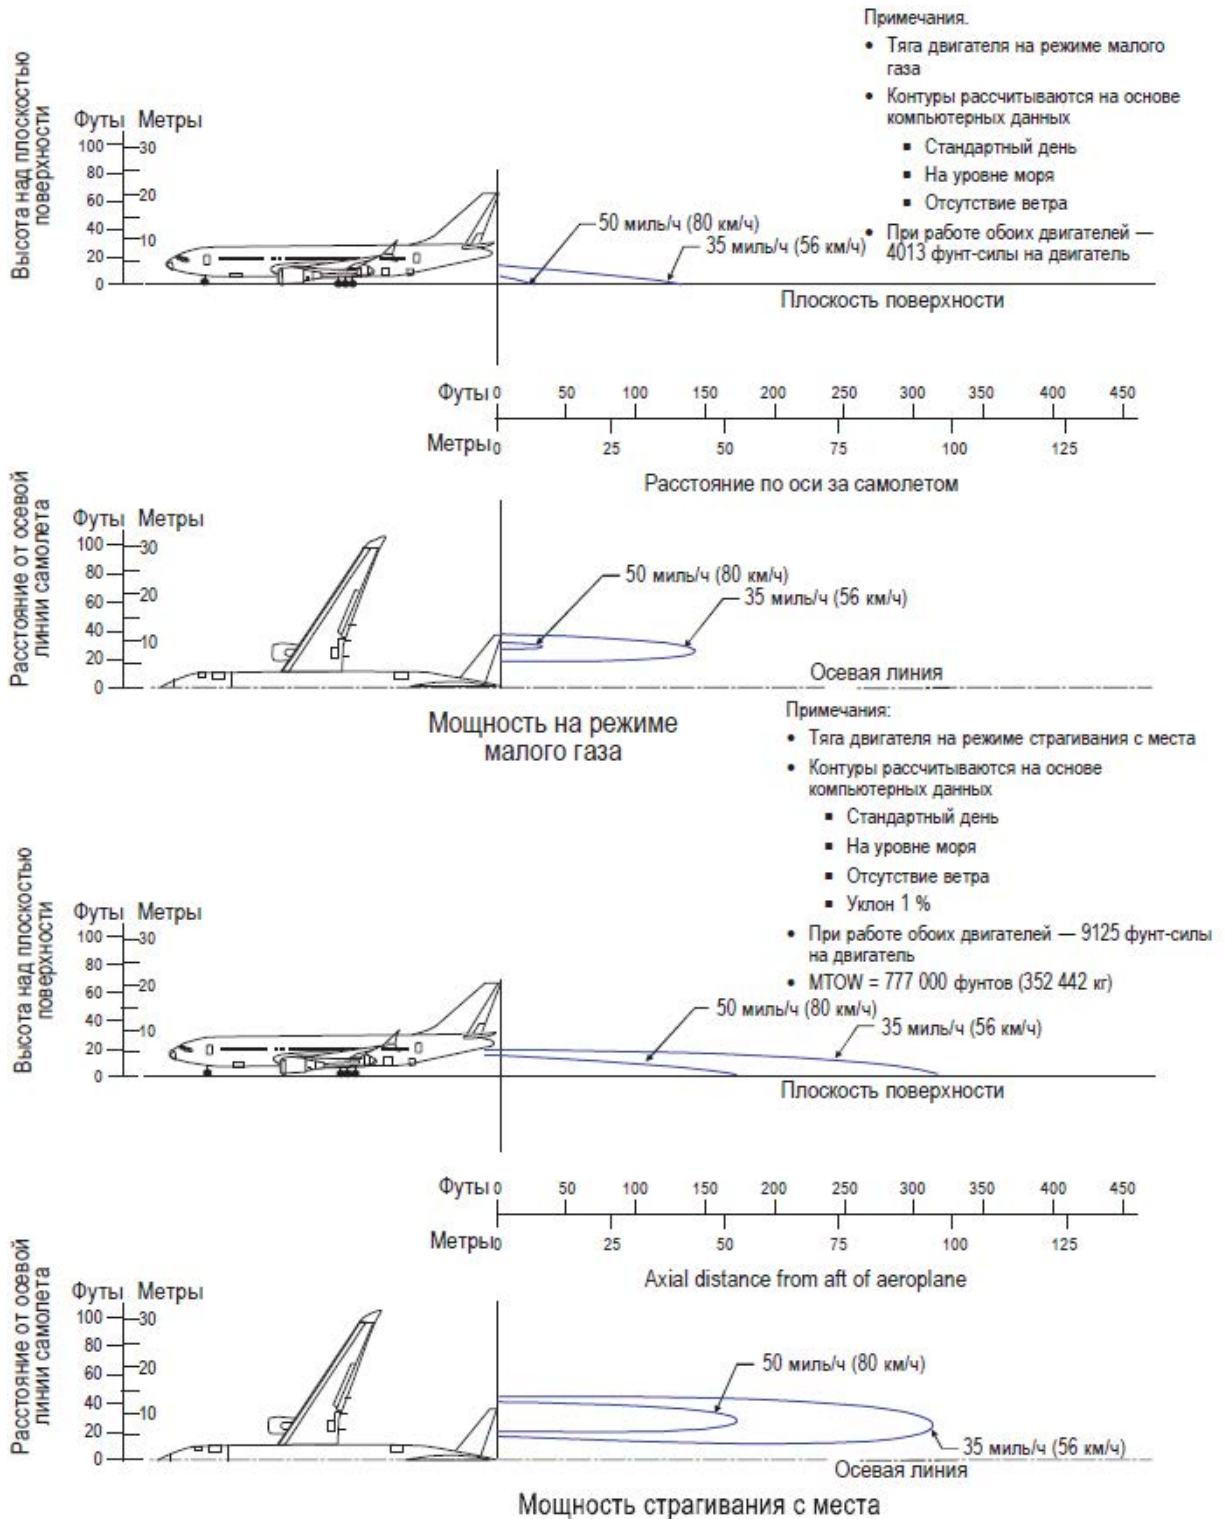 Примечания.
• Тяга двигателя на режиме малого
газа
• Контуры рассчитываются на основе
компьютерных данных
▪ Стандартный день
▪ На уровне моря
▪ Отсутствие ветра
• При работе обоих двигателей —
4013 фунт-силы на двигатель
Высота над плоскостью
поверхности
Футы Метры
100 30
80
60 20
40
10
20
0
50 миль/ч (80 км/ч)
35 миль/ч (56 км/ч)
Плоскость поверхности
Футы 0 50 100 150 200 250 300 350 400 450
Метры 0 25 50 75 100 125
Расстояние по оси за самолетом
Расстояние от осевой
линии самолета
Футы Метры
100 30
80
60 20
40
10
20
0
50 миль/ч (80 км/ч)
35 миль/ч (56 км/ч)
Осевая линия
Мощность на режиме
малого газа
Примечания:
• Тяга двигателя на режиме страгивания с места
• Контуры рассчитываются на основе
компьютерных данных
▪ Стандартный день
▪ На уровне моря
▪ Отсутствие ветра
▪ Уклон 1 %
• При работе обоих двигателей — 9125 фунт-силы
на двигатель
• MTOW = 777 000 фунтов (352 442 кг)
Высота над плоскостью
поверхности
Футы Метры
100 30
80
60 20
40
10
20
0
50 миль/ч (80 км/ч)
35 миль/ч (56 км/ч)
Плоскость поверхности
Футы 0 50 100 150 200 250 300 350 400 450
Метры 0 25 50 75 100 125
Axial distance from aft of aeroplane
Расстояние от осевой
линии самолета
Футы Метры
100 30
80
60 20
40
10
20
0
50 миль/ч (80 км/ч)
35 миль/ч (56 км/ч)
Осевая линия
Мощность страгивания с места